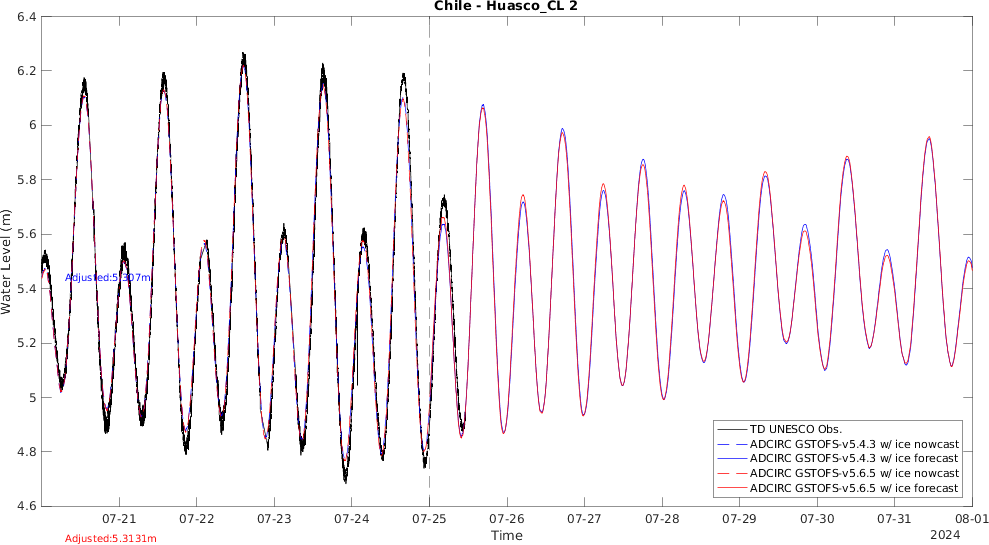 Chile - Huasco_CL 2
6.4
6.2
6
5.8
5.6
5.4
5.2
5
4.8
4.6
Water Level (m)
Adjusted:5.307m
TD UNESCO Obs.
ADCIRC GSTOFS-v5.4.3 w/ ice nowcast
ADCIRC GSTOFS-v5.4.3 w/ ice forecast
ADCIRC GSTOFS-v5.6.5 w/ ice nowcast
ADCIRC GSTOFS-v5.6.5 w/ ice forecast
07-21 07-22 07-23 07-24 07-25 07-26 07-27 07-28 07-29 07-30 07-31 08-01
Time
2024
Adjusted:5.3131m